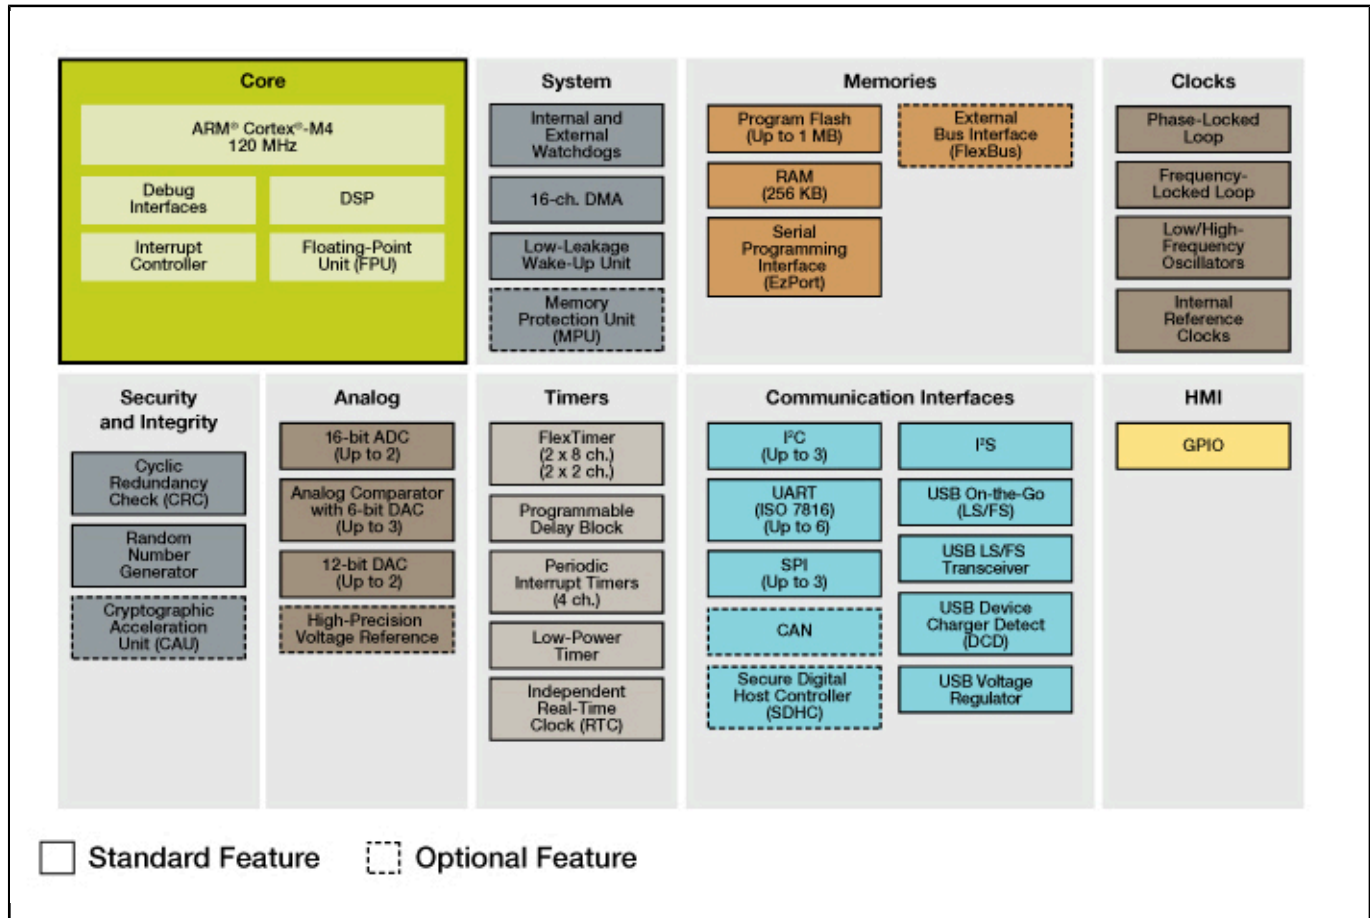 Core
ARM® Cortex®-M4
120 MHz
Debug
Interfaces
DSP
Interrupt
Controller
Floating-Point
Unit (FPU)
System
Internal and
External
Watchdogs
16-ch. DMA
Low-Leakage
Wake-Up Unit
Memory
Protection Unit
(MPU)
Memories
Program Flash
(Up to 1 MB)
RAM
(256 KB)
Serial
Programming
Interface
(EzPort)
External
Bus Interface
(FlexBus)
Clocks
Phase-Locked
Loop
Frequency-
Locked Loop
Low/High-
Frequency
Oscillators
Internal
Reference
Clocks
Security
and Integrity
Cyclic
Redundancy
Check (CRC)
Random
Number
Generator
Cryptographic
Acceleration
Unit (CAU)
Analog
16-bit ADC
(Up to 2)
Analog Comparator
with 6-bit DAC
(Up to 3)
12-bit DAC
(Up to 2)
High-Precision
Voltage Reference
Timers
FlexTimer
(2 x 8 ch.)
(2 x 2 ch.)
Programmable
Delay Block
Periodic
Interrupt Timers
(4 ch.)
Low-Power
Timer
Independent
Real-Time
Clock (RTC)
Communication Interfaces
I²C
(Up to 3)
UART
(ISO 7816)
(Up to 6)
SPI
(Up to 3)
CAN
Secure Digital
Host Controller
(SDHC)
I²S
USB On-the-Go
(LS/FS)
USB LS/FS
Transceiver
USB Device
Charger Detect
(DCD)
USB Voltage
Regulator
HMI
GPIO
Standard Feature
Optional Feature